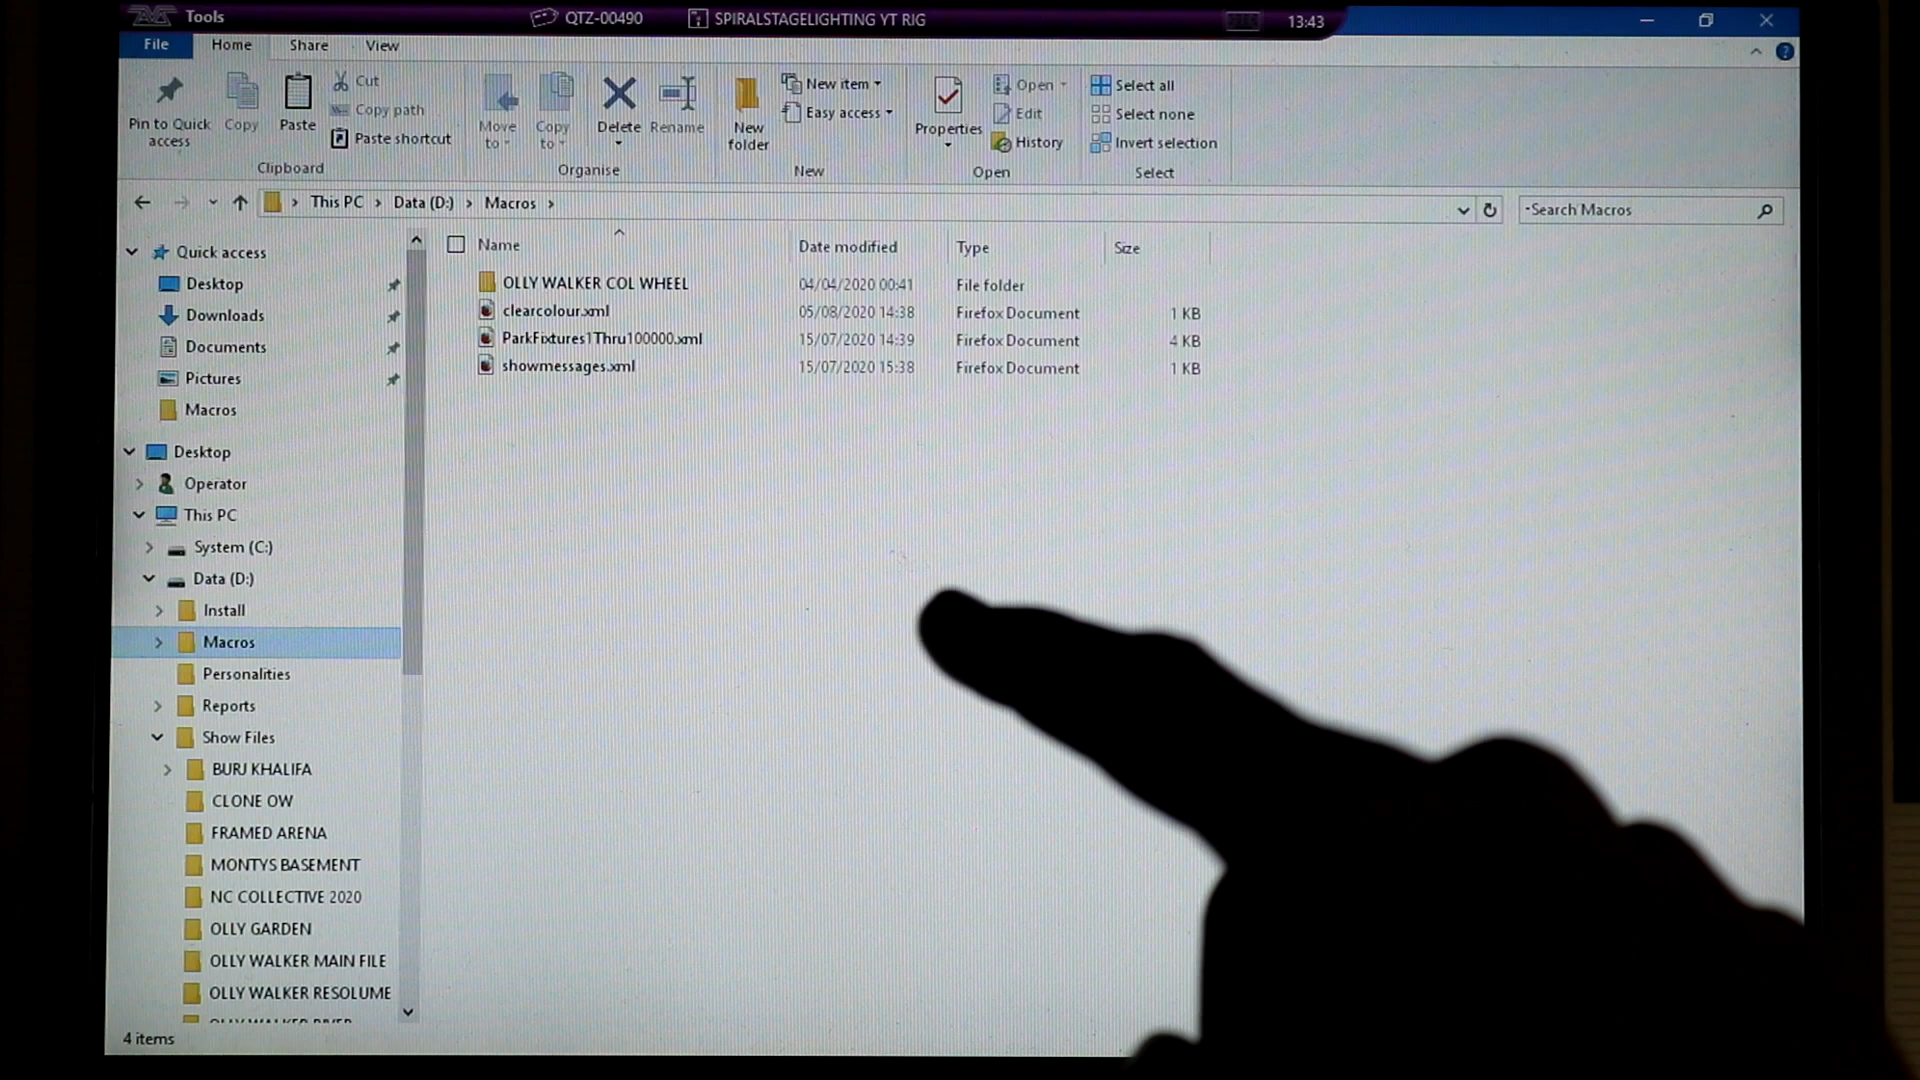 Tools
QTZ-00490
SPIRALSTAGELIGHTING YT RIG
13:43
File
Home
Share
View
Pin to Quick access
Copy
Paste
Cut
Copy path
Paste shortcut
Clipboard
Move to
Copy to
Delete
Rename
Organise
New folder
New item
Easy access
New
Properties
Open
Edit
History
Open
Select all
Select none
Invert selection
Select
This PC > Data (D:) > Macros >
Search Macros
Name
Date modified
Type
Size
OLLY WALKER COL WHEEL 04/04/2020 00:41 File folder
clearcolour.xml 05/08/2020 14:38 Firefox Document 1 KB
ParkFixtures1Thru100000.xml 15/07/2020 14:39 Firefox Document 4 KB
showmessages.xml 15/07/2020 15:38 Firefox Document 1 KB
Quick access
Desktop
Downloads
Documents
Pictures
Macros
Desktop
Operator
This PC
System (C:)
Data (D:)
Install
Macros
Personalities
Reports
Show Files
BURJ KHALIFA
CLONE OW
FRAMED ARENA
MONTYS BASEMENT
NC COLLECTIVE 2020
OLLY GARDEN
OLLY WALKER MAIN FILE
OLLY WALKER RESOLUME
4 items